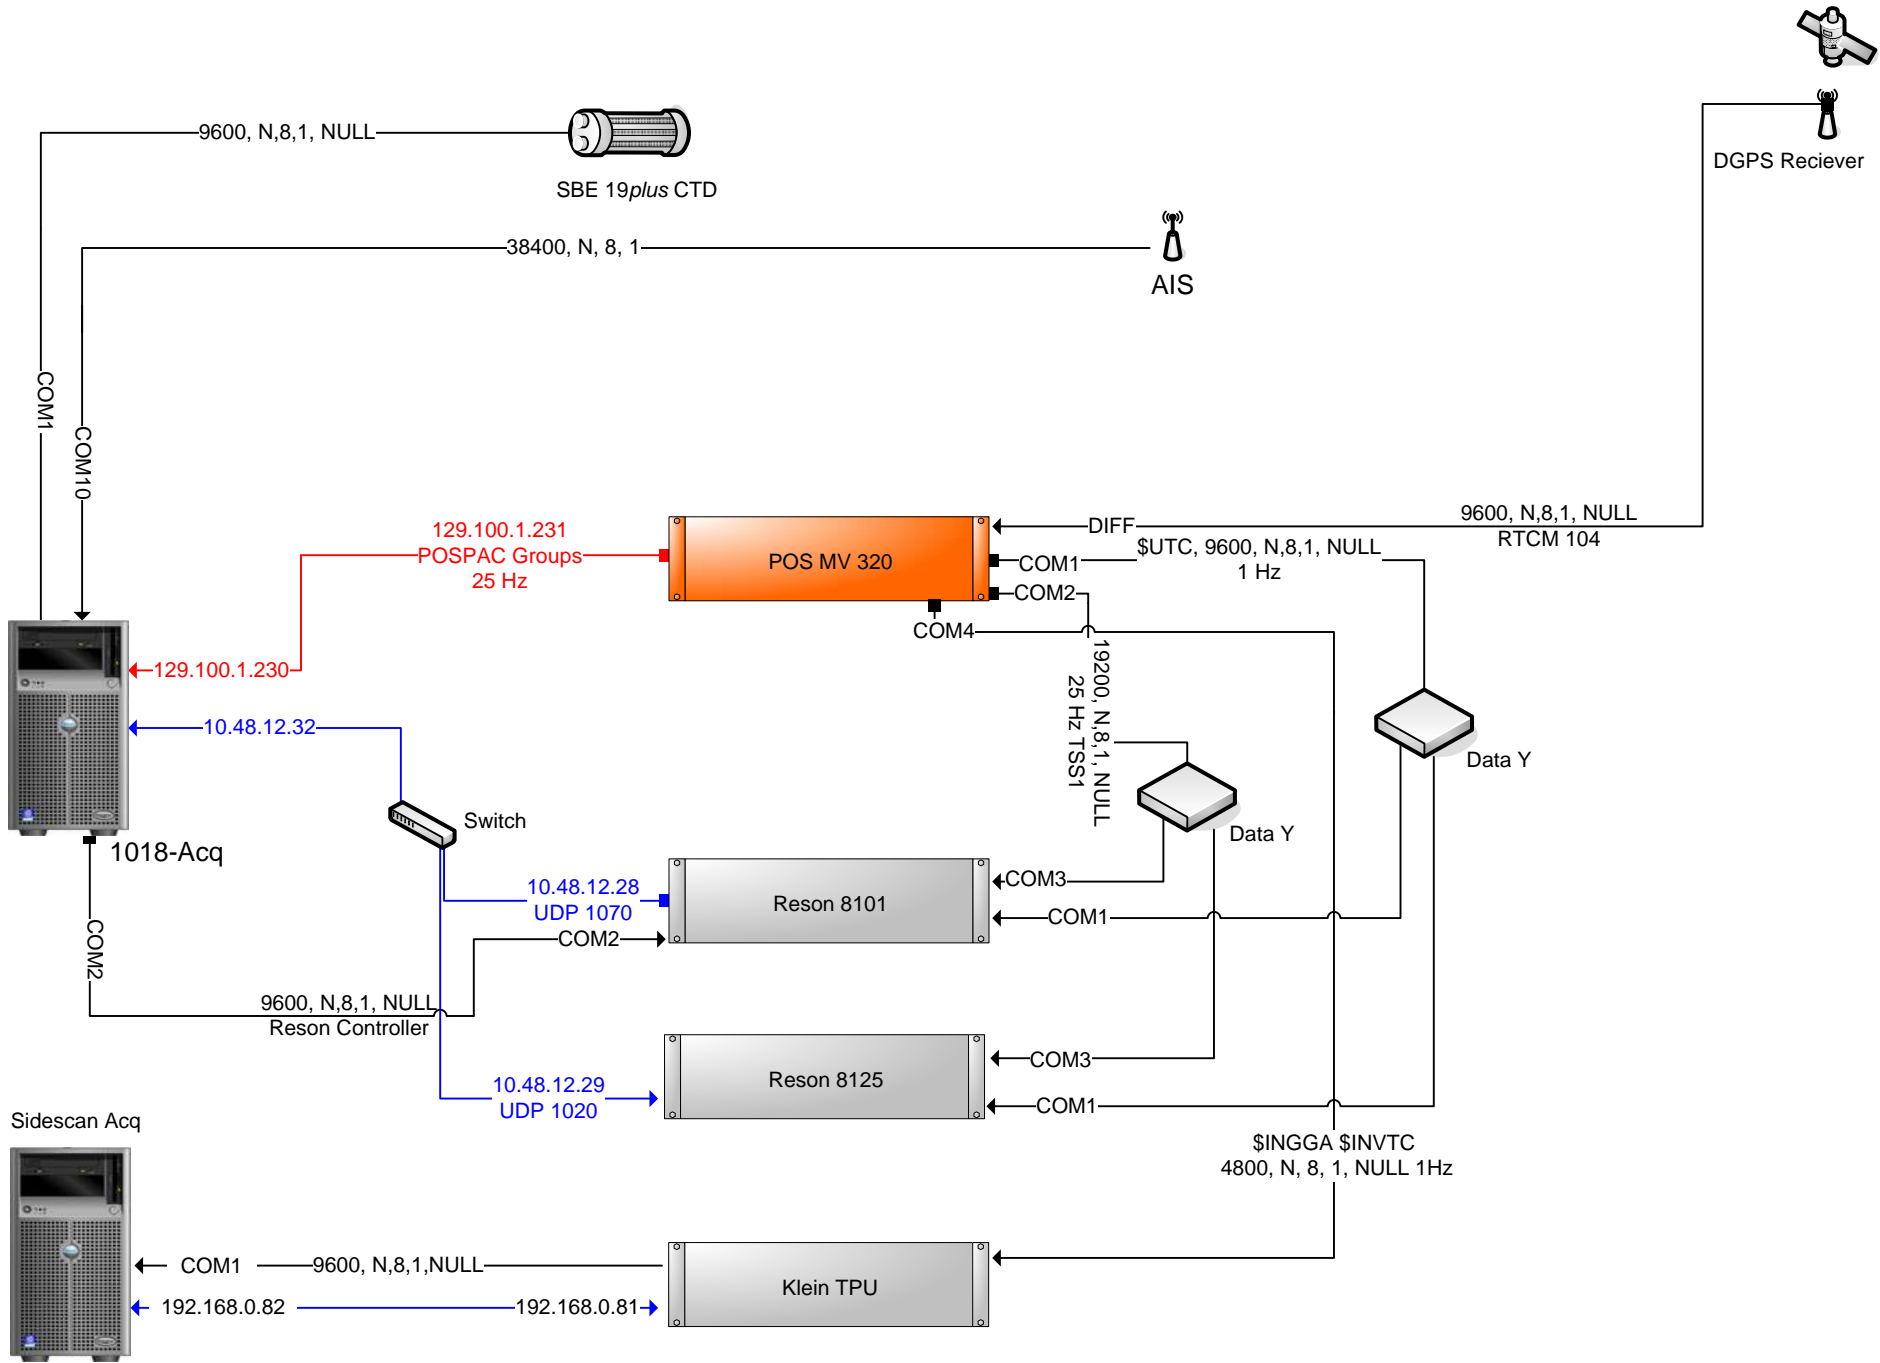 9600, N,8,1, NULL
SBE 19plus CTD
DGPS Reciever
38400, N, 8, 1
AIS
COM1
COM10
129.100.1.231
POSPAC Groups
25 Hz
POS MV 320
DIFF
9600, N,8,1, NULL
RTCM 104
COM1
$UTC, 9600, N,8,1, NULL
1 Hz
COM2
COM4
19200, N,8,1, NULL
25 Hz TSS1
129.100.1.230
10.48.12.32
Data Y
Switch
Data Y
1018-Acq
10.48.12.28
UDP 1070
Reson 8101
COM3
COM1
COM2
COM2
9600, N,8,1, NULL
Reson Controller
10.48.12.29
UDP 1020
Reson 8125
COM3
COM1
Sidescan Acq
$INGGA $INVTC
4800, N, 8, 1, NULL 1Hz
COM1
9600, N,8,1,NULL
Klein TPU
192.168.0.82
192.168.0.81